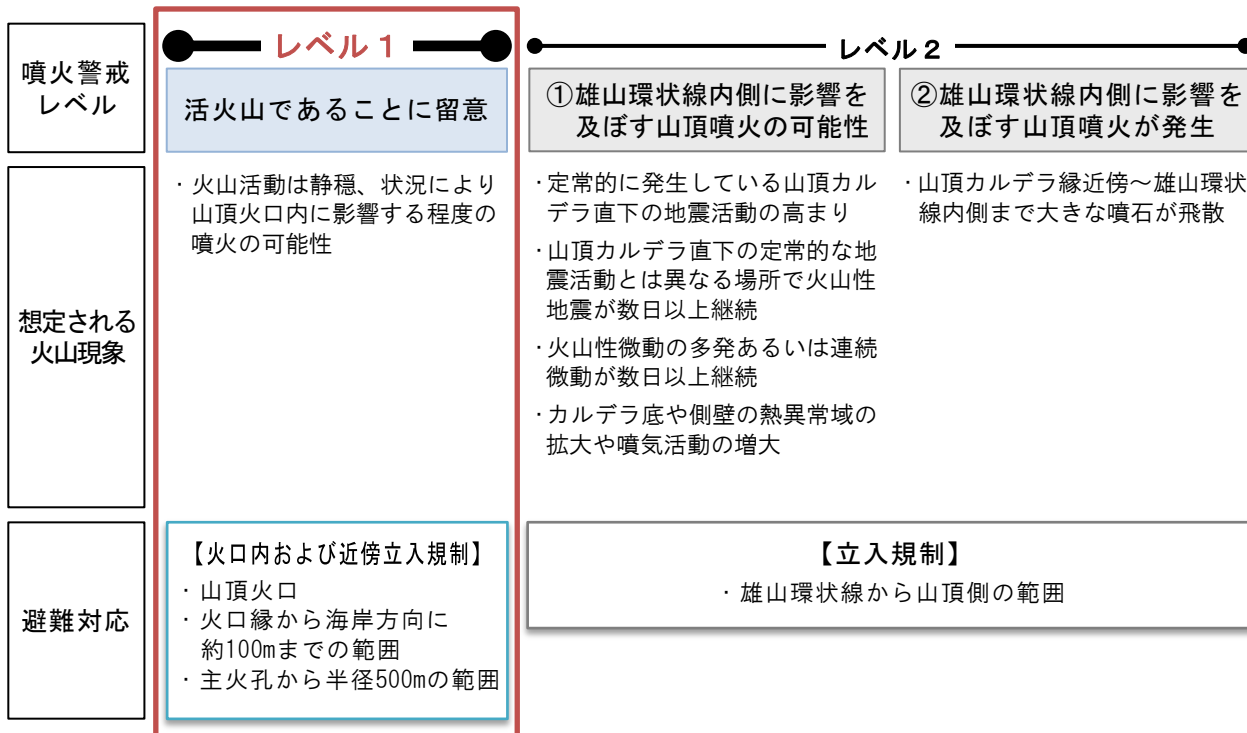 噴火警戒
レベル
レベル１
活火山であることに留意
レベル２
①雄山環状線内側に影響を
及ぼす山頂噴火の可能性
②雄山環状線内側に影響を
及ぼす山頂噴火が発生
想定される
火山現象
・火山活動は静穏、状況により
山頂火口内に影響する程度の
噴火の可能性
・定常的に発生している山頂カル
デラ直下の地震活動の高まり
・山頂カルデラ直下の定常的な地
震活動とは異なる場所で火山性
地震が数日以上継続
・火山性微動の多発あるいは連続
微動が数日以上継続
・カルデラ底や側壁の熱異常域の
拡大や噴気活動の増大
・山頂カルデラ縁近傍～雄山環状
線内側まで大きな噴石が飛散
避難対応
【火口内および近傍立入規制】
・山頂火口
・火口縁から海岸方向に
約100mまでの範囲
・主火孔から半径500mの範囲
【立入規制】
・雄山環状線から山頂側の範囲